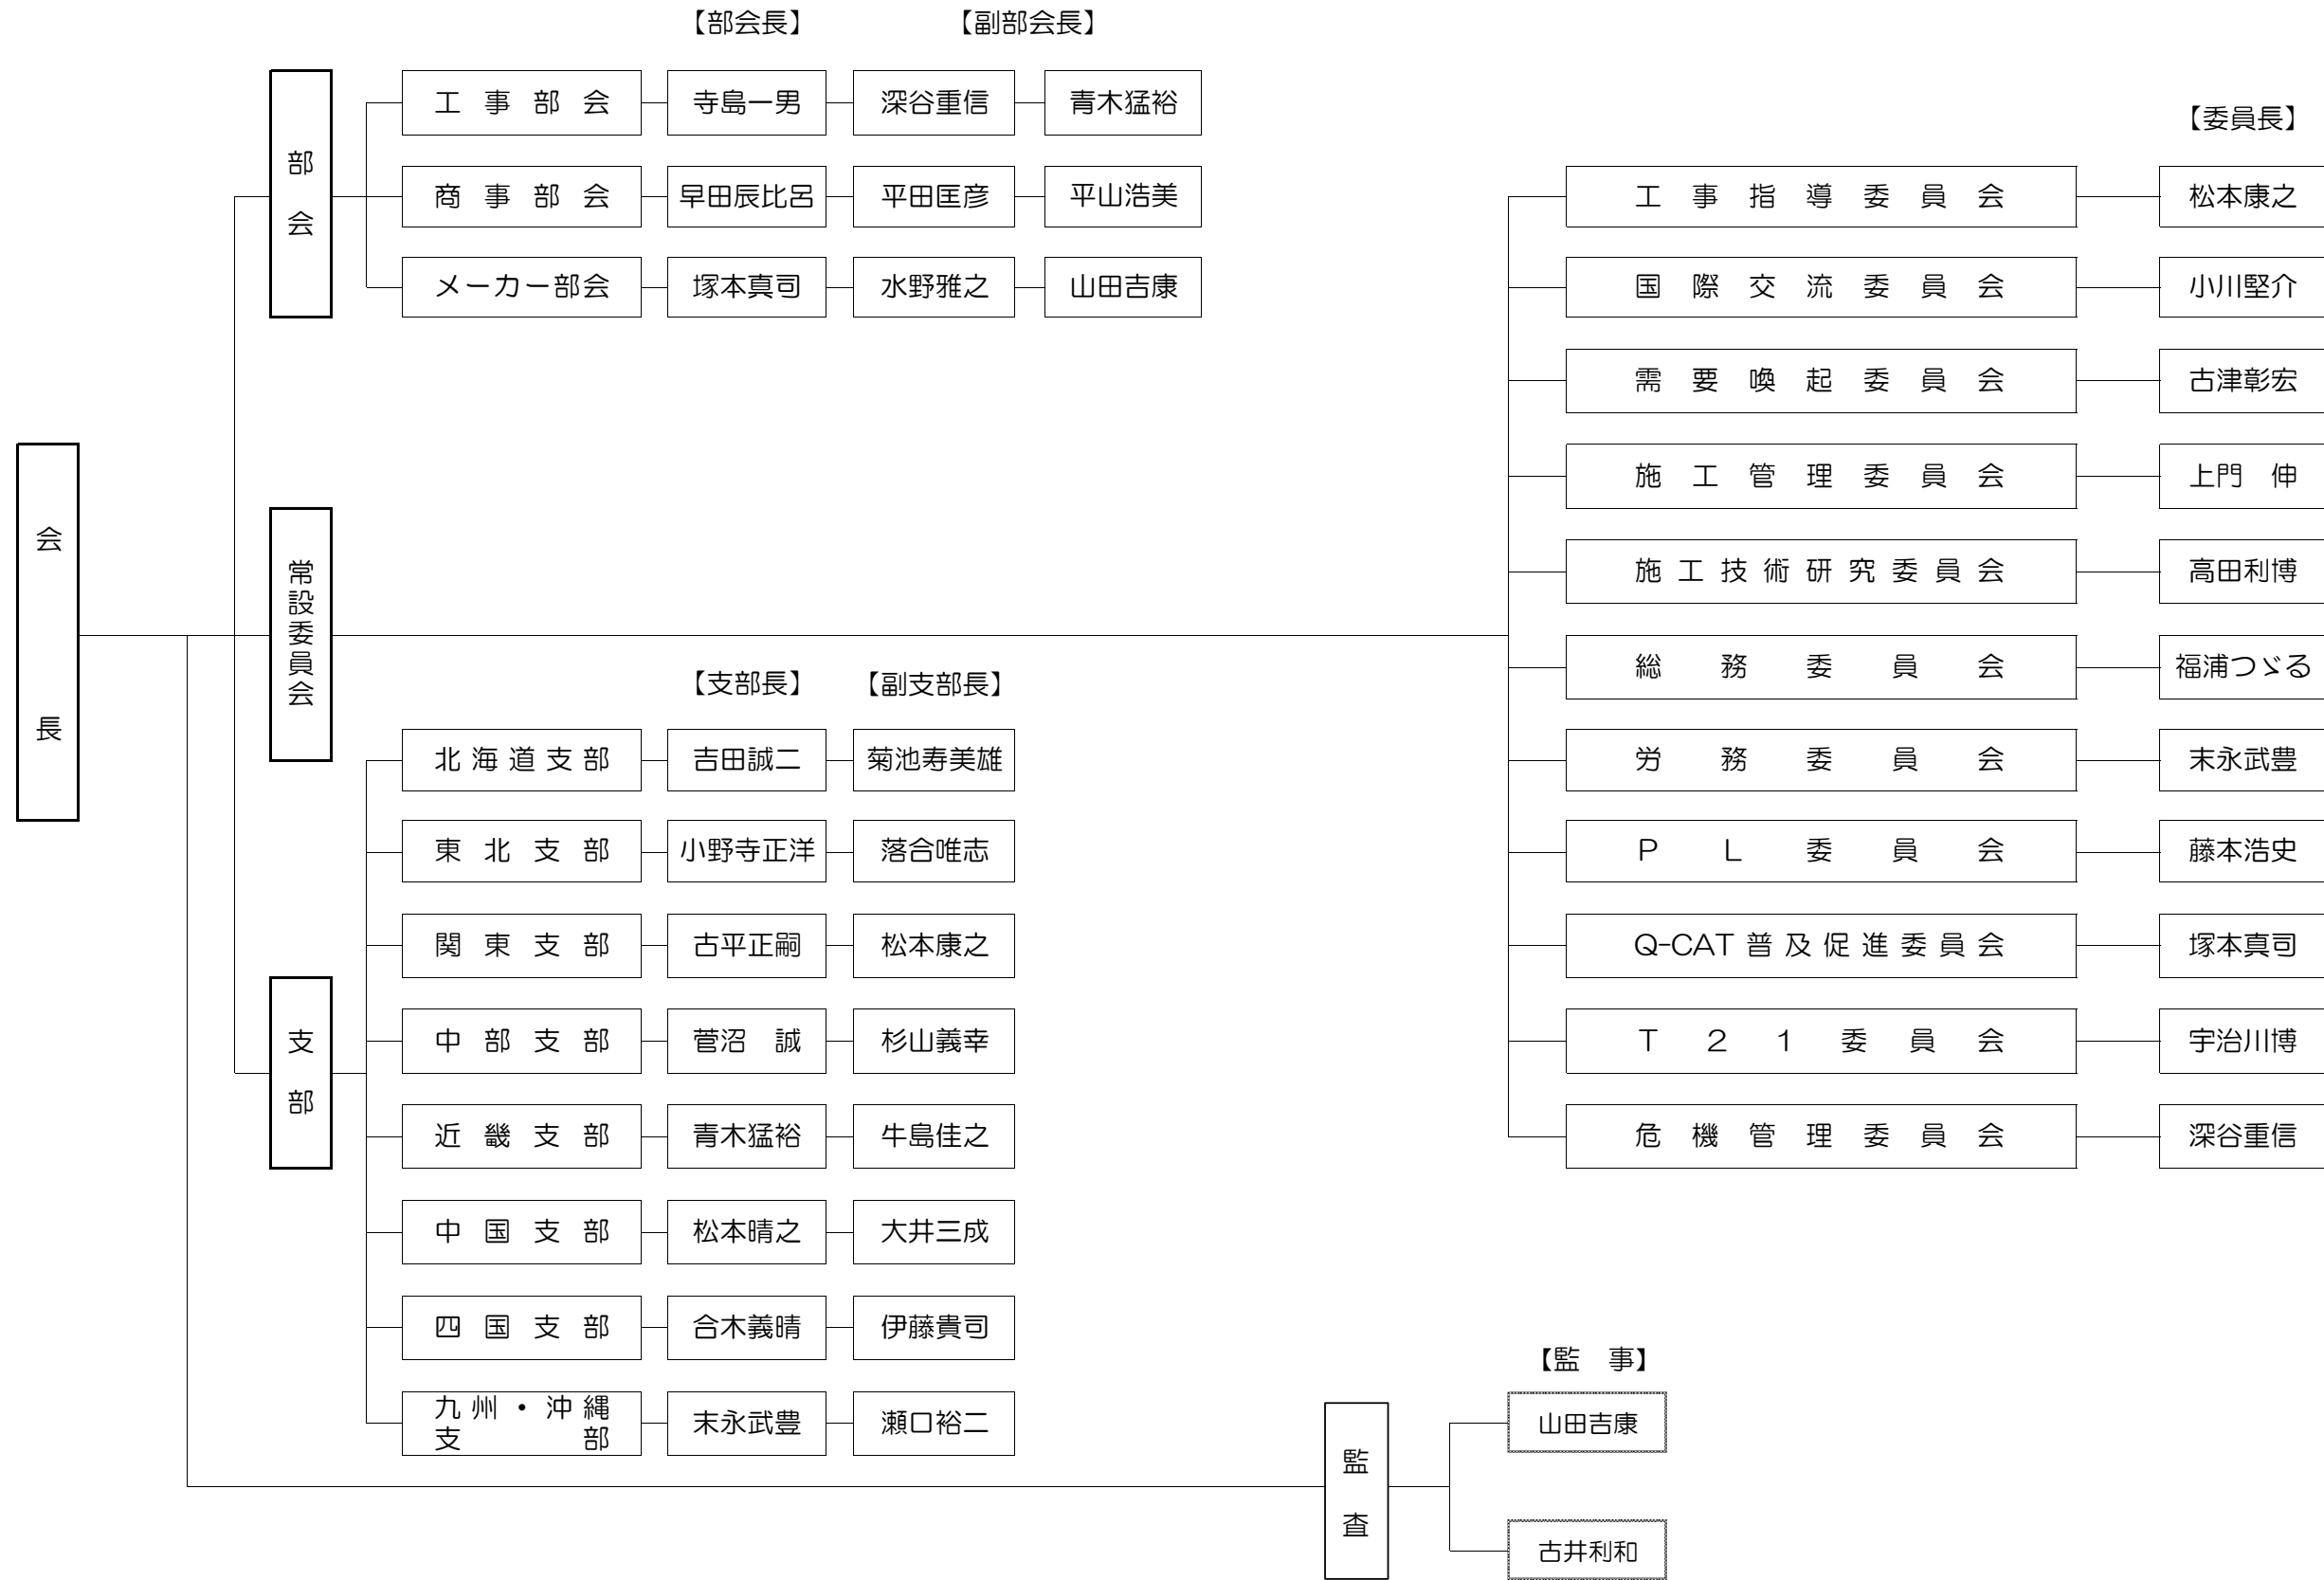 【部会長】 【副部会長】
工事部会 寺島一男 深谷重信 青木猛裕
部会
商事部会 早田辰比呂 平田匡彦 平山浩美
メーカー部会 塚本真司 水野雅之 山田吉康
会長
常設委員会
【支部長】 【副支部長】
北海道支部 吉田誠二 菊池寿美雄
東北支部 小野寺正洋 落合唯志
関東支部 古平正嗣 松本康之
支部
中部支部 菅沼 誠 杉山義幸
近畿支部 青木猛裕 牛島佳之
中国支部 松本晴之 大井三成
四国支部 合木義晴 伊藤貴司
九州・沖縄
支部
末永武豊 瀬口裕二
【委員長】
工事指導委員会 松本康之
国際交流委員会 小川堅介
需要喚起委員会 古津彰宏
施工管理委員会 上門 伸
施工技術研究委員会 高田利博
総務委員会 福浦つゞる
労務委員会 末永武豊
PL委員会 藤本浩史
Q-CAT普及促進委員会 塚本真司
T21委員会 宇治川博
危機管理委員会 深谷重信
【監 事】
監査
山田吉康
古井利和